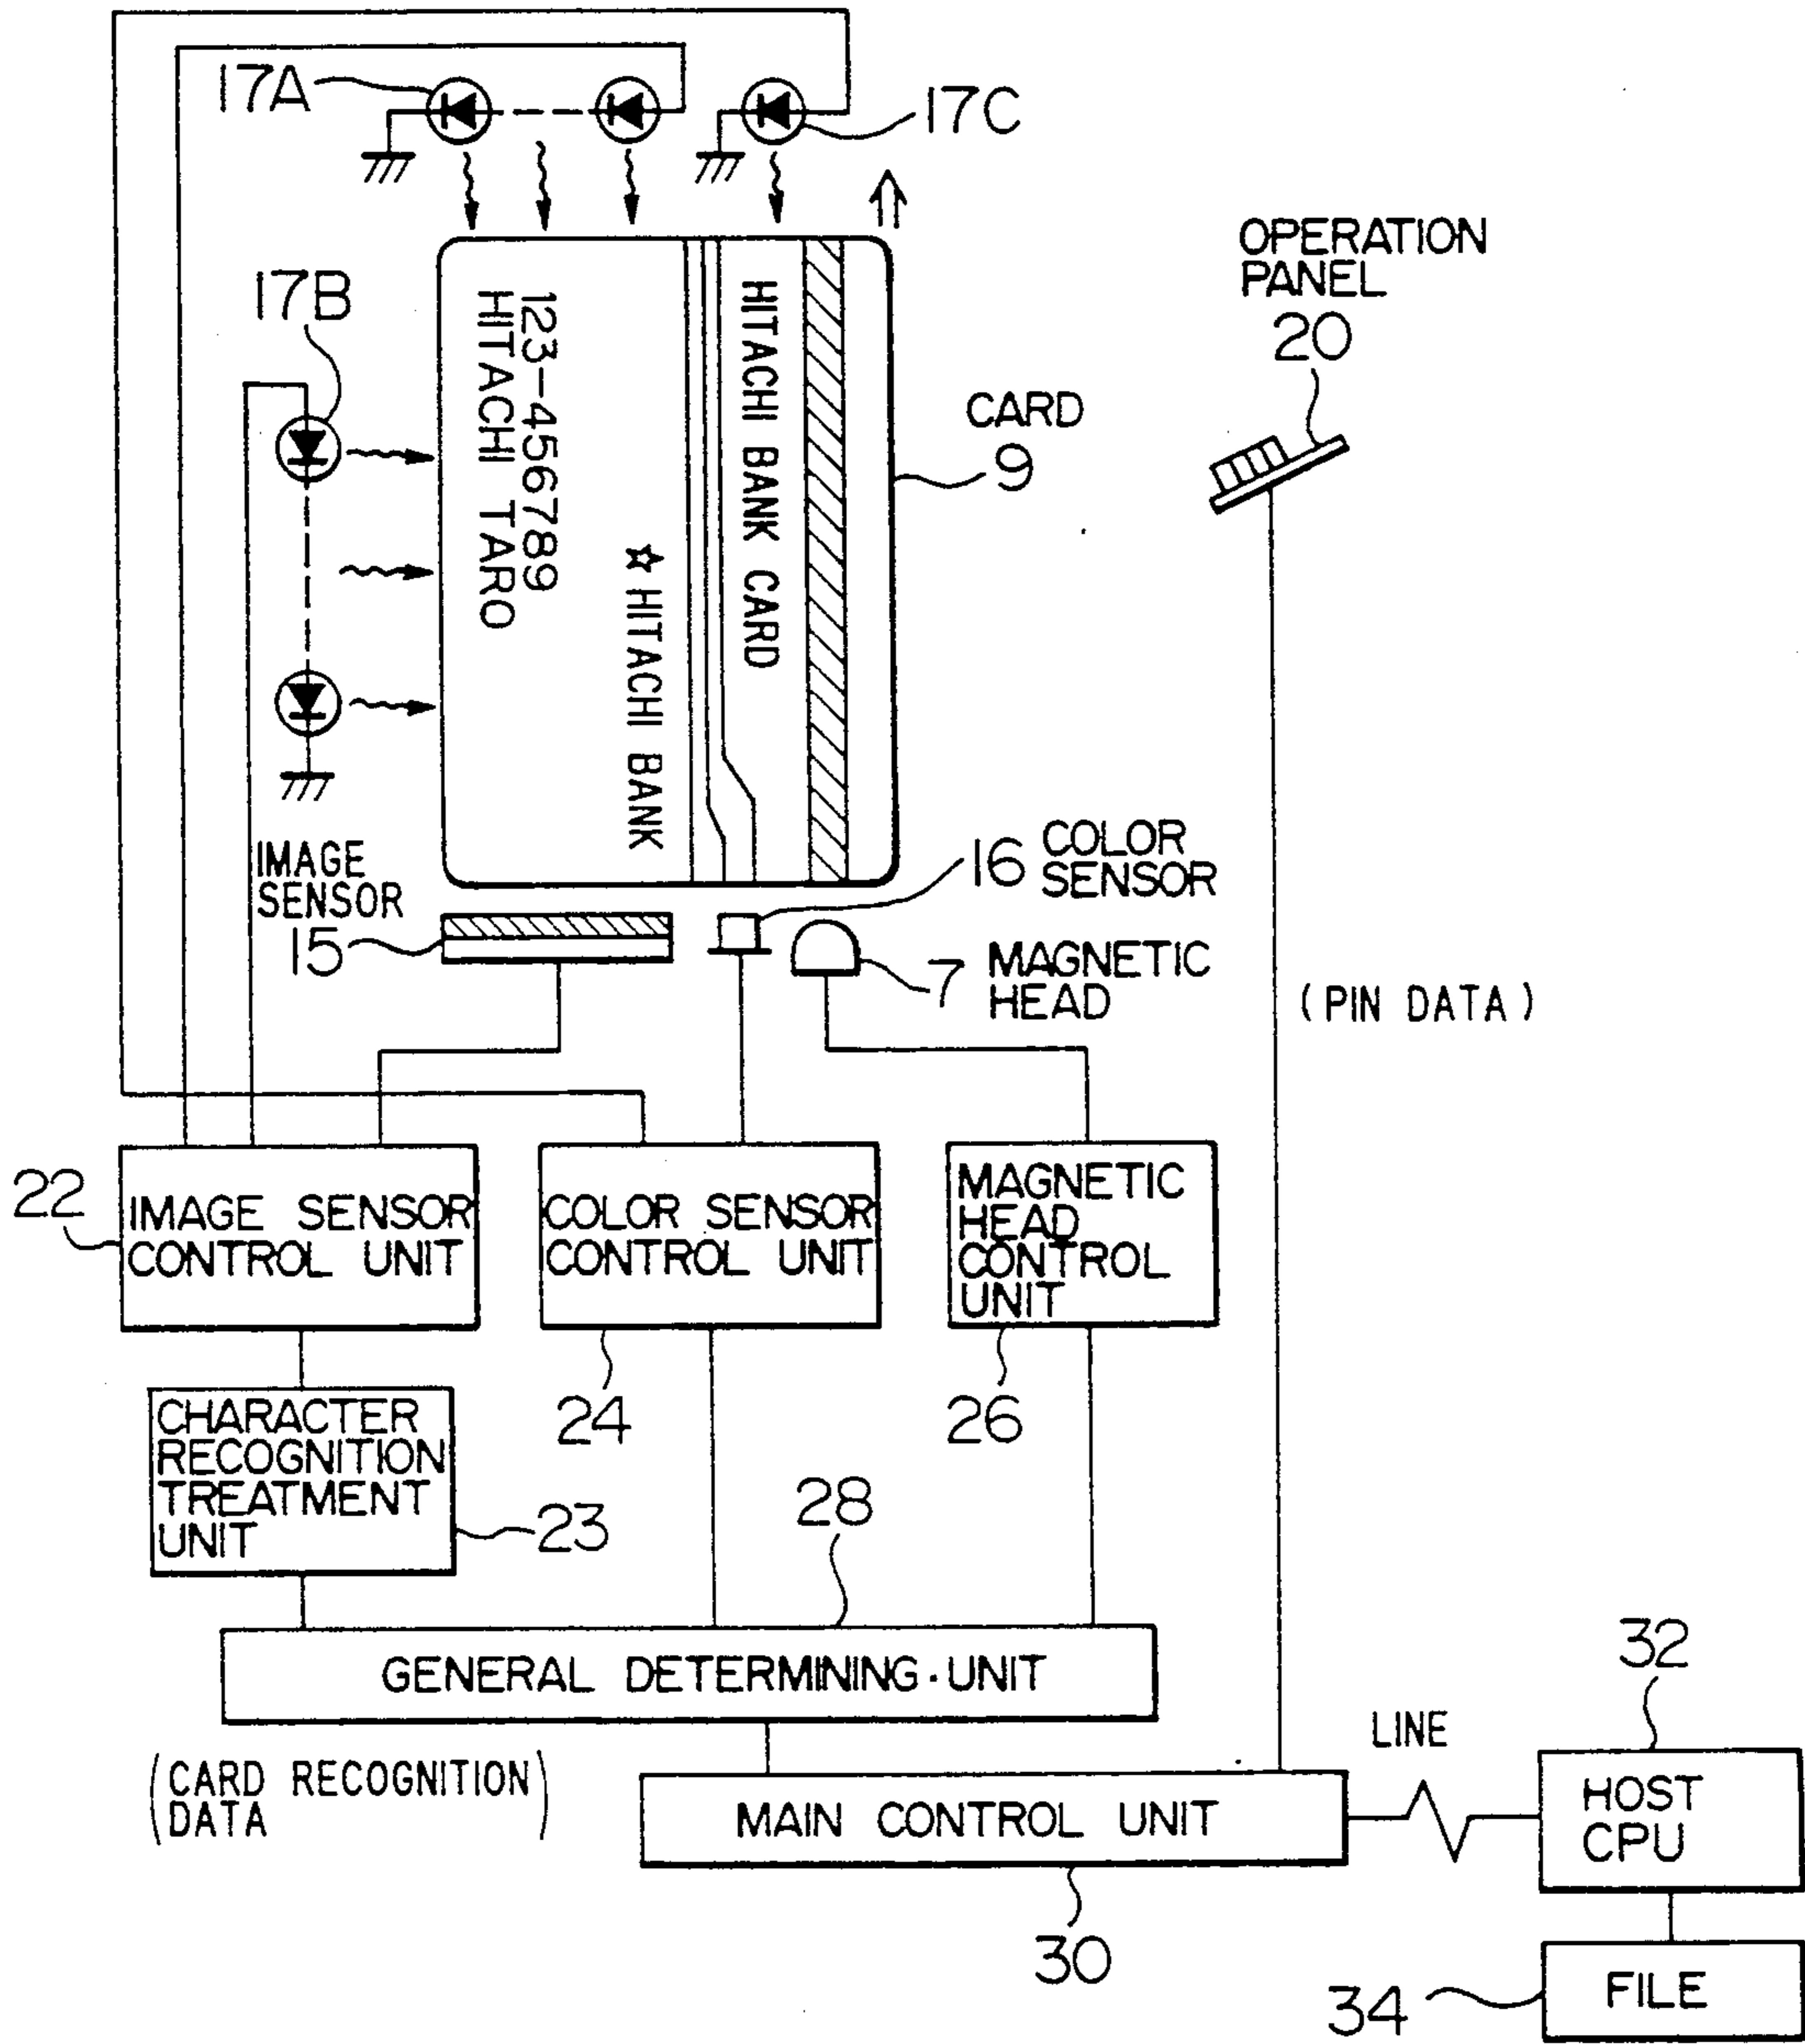 17A
17C
17B
OPERATION
PANEL
20
123-456789
HITACHI TARO
☆ HITACHI BANK
HITACHI BANK CARD
CARD
9
IMAGE
SENSOR
15
16 COLOR
SENSOR
7 MAGNETIC
HEAD
(PIN DATA)
22
IMAGE SENSOR
CONTROL UNIT
COLOR SENSOR
CONTROL UNIT
MAGNETIC
HEAD
CONTROL
UNIT
24
26
CHARACTER
RECOGNITION
TREATMENT
UNIT
23
28
GENERAL DETERMINING·UNIT
(CARD RECOGNITION
DATA)
MAIN CONTROL UNIT
30
LINE
32
HOST
CPU
34
FILE